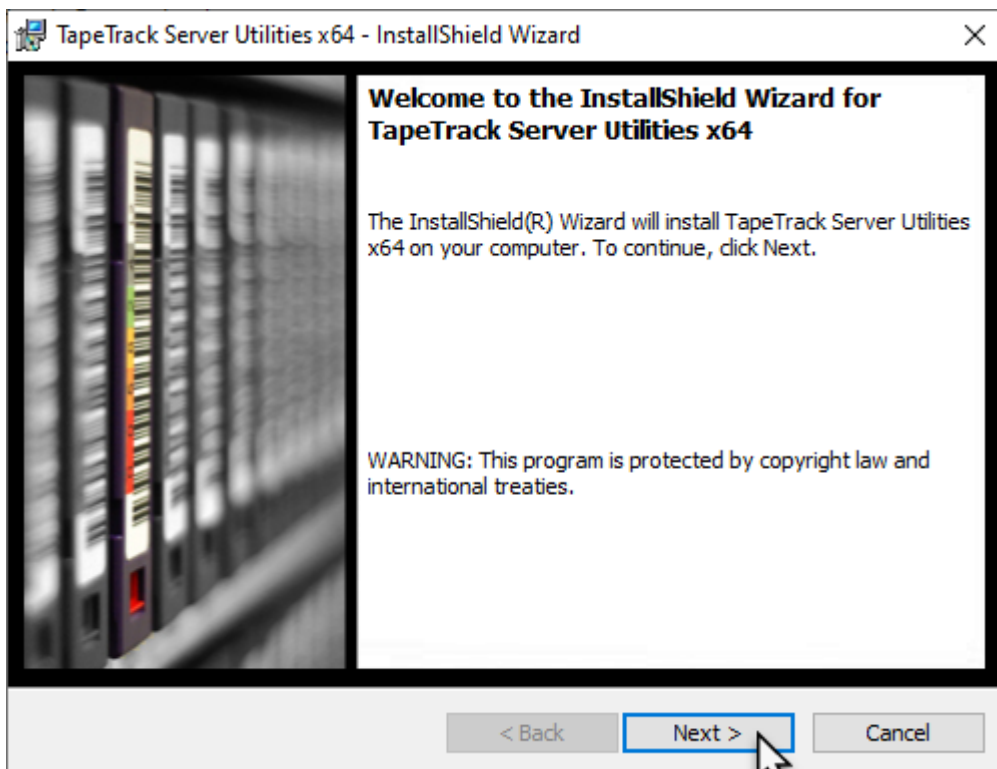 TapeTrack Server Utilities x64 - InstallShield Wizard
Welcome to the InstallShield Wizard for
TapeTrack Server Utilities x64
The InstallShield(R) Wizard will install TapeTrack Server Utilities
x64 on your computer. To continue, click Next.
WARNING: This program is protected by copyright law and
international treaties.
< Back
Next >
Cancel